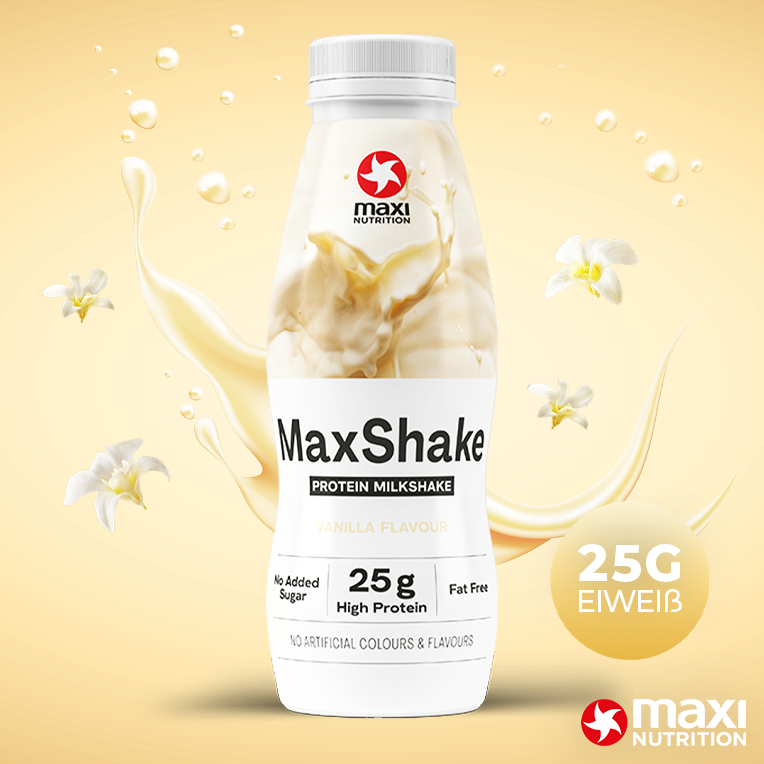 maxi
NUTRITION
MaxShake
PROTEIN MILKSHAKE
VANILLA FLAVOUR
No Added
Sugar
25g
High Protein
Fat Free
NO ARTIFICIAL COLOURS & FLAVOURS
25G
EIWEIß
maxi
NUTRITION